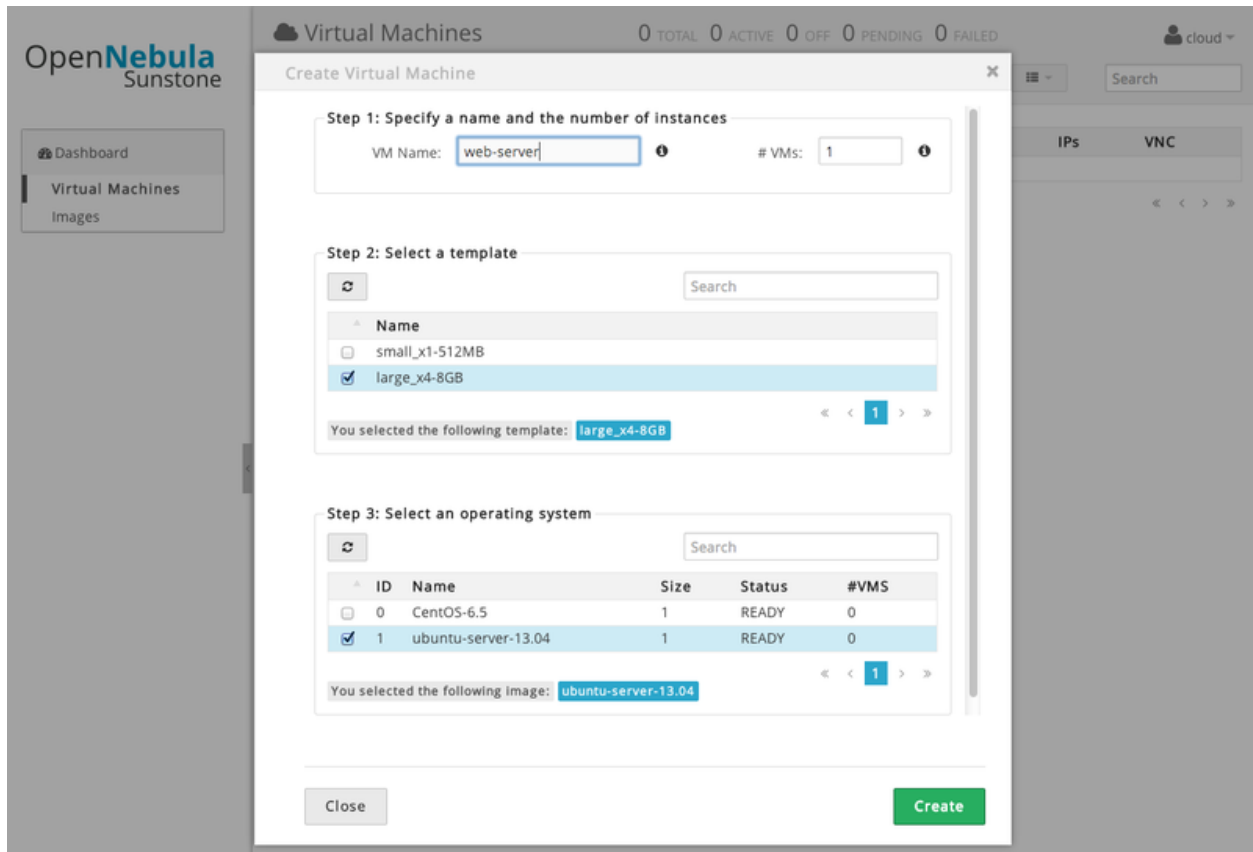 OpenNebula
Sunstone
Dashboard
Virtual Machines
Images
Virtual Machines
0 TOTAL 0 ACTIVE 0 OFF 0 PENDING 0 FAILED
cloud
Search
IPs VNC
« < > »
Create Virtual Machine ×
Step 1: Specify a name and the number of instances
VM Name: web-server # VMs: 1
Step 2: Select a template
Search
Name
small_x1-512MB
large_x4-8GB
« < 1 > »
You selected the following template: large_x4-8GB
Step 3: Select an operating system
Search
ID Name Size Status #VMS
0 CentOS-6.5 1 READY 0
1 ubuntu-server-13.04 1 READY 0
« < 1 > »
You selected the following image: ubuntu-server-13.04
Close Create